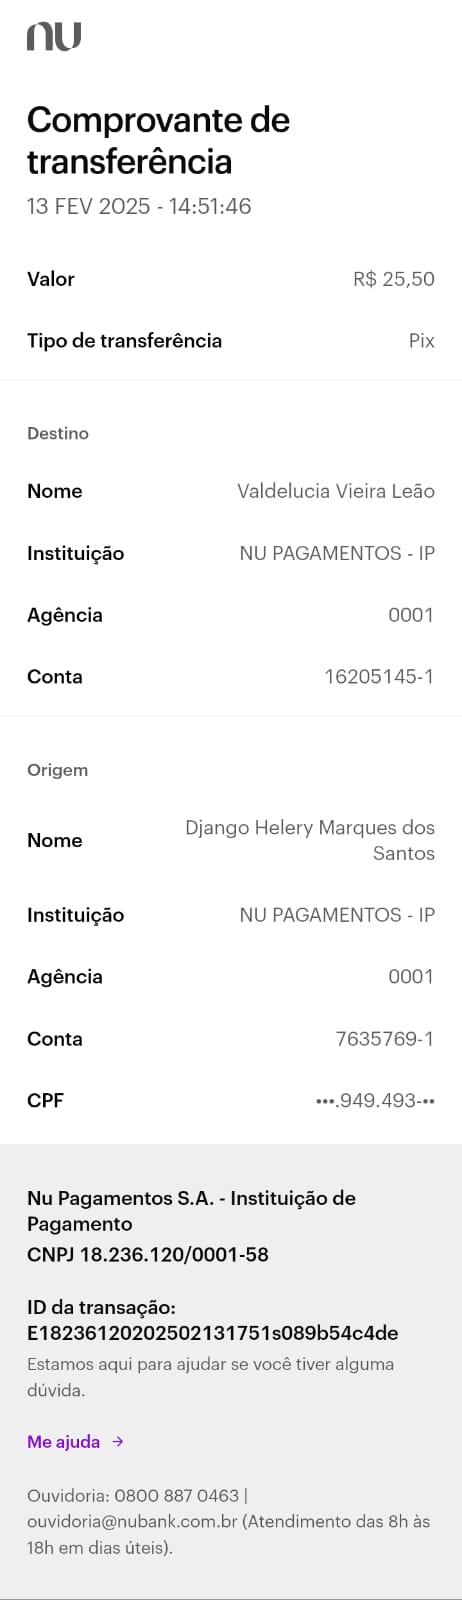 nu
Comprovante de
transferência
13 FEV 2025 - 14:51:46
Valor R$ 25,50
Tipo de transferência Pix
Destino
Nome Valdelucia Vieira Leão
Instituição NU PAGAMENTOS - IP
Agência 0001
Conta 16205145-1
Origem
Nome Django Helery Marques dos
Santos
Instituição NU PAGAMENTOS - IP
Agência 0001
Conta 7635769-1
CPF •••.949.493-••
Nu Pagamentos S.A. - Instituição de
Pagamento
CNPJ 18.236.120/0001-58
ID da transação:
E18236120202502131751s089b54c4de
Estamos aqui para ajudar se você tiver alguma
dúvida.
Me ajuda →
Ouvidoria: 0800 887 0463 |
ouvidoria@nubank.com.br (Atendimento das 8h às
18h em dias úteis).